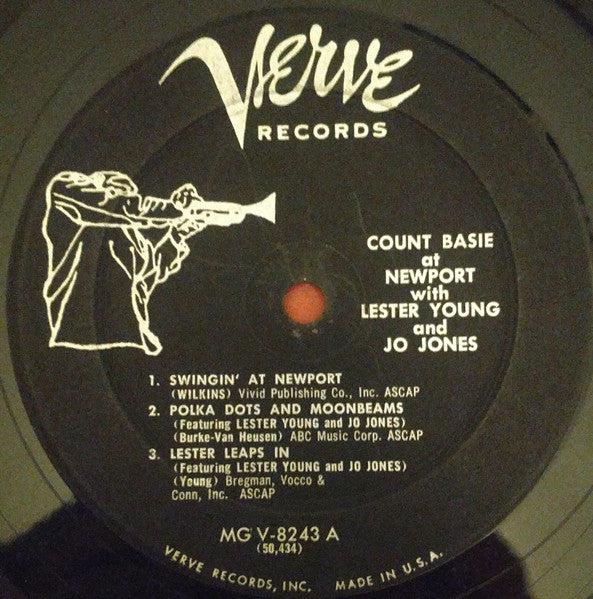 Verve
RECORDS
COUNT BASIE
at
NEWPORT
with
LESTER YOUNG
and
JO JONES
1. SWINGIN' AT NEWPORT
(WILKINS) Vivid Publishing Co., Inc. ASCAP
2. POLKA DOTS AND MOONBEAMS
(Featuring LESTER YOUNG and JO JONES)
(Burke-Van Heusen) ABC Music Corp. ASCAP
3. LESTER LEAPS IN
(Featuring LESTER YOUNG and JO JONES)
(Young) Bregman, Vocco &
Conn, Inc. ASCAP
MG V-8243 A
(50,434)
VERVE RECORDS, INC. MADE IN U.S.A.